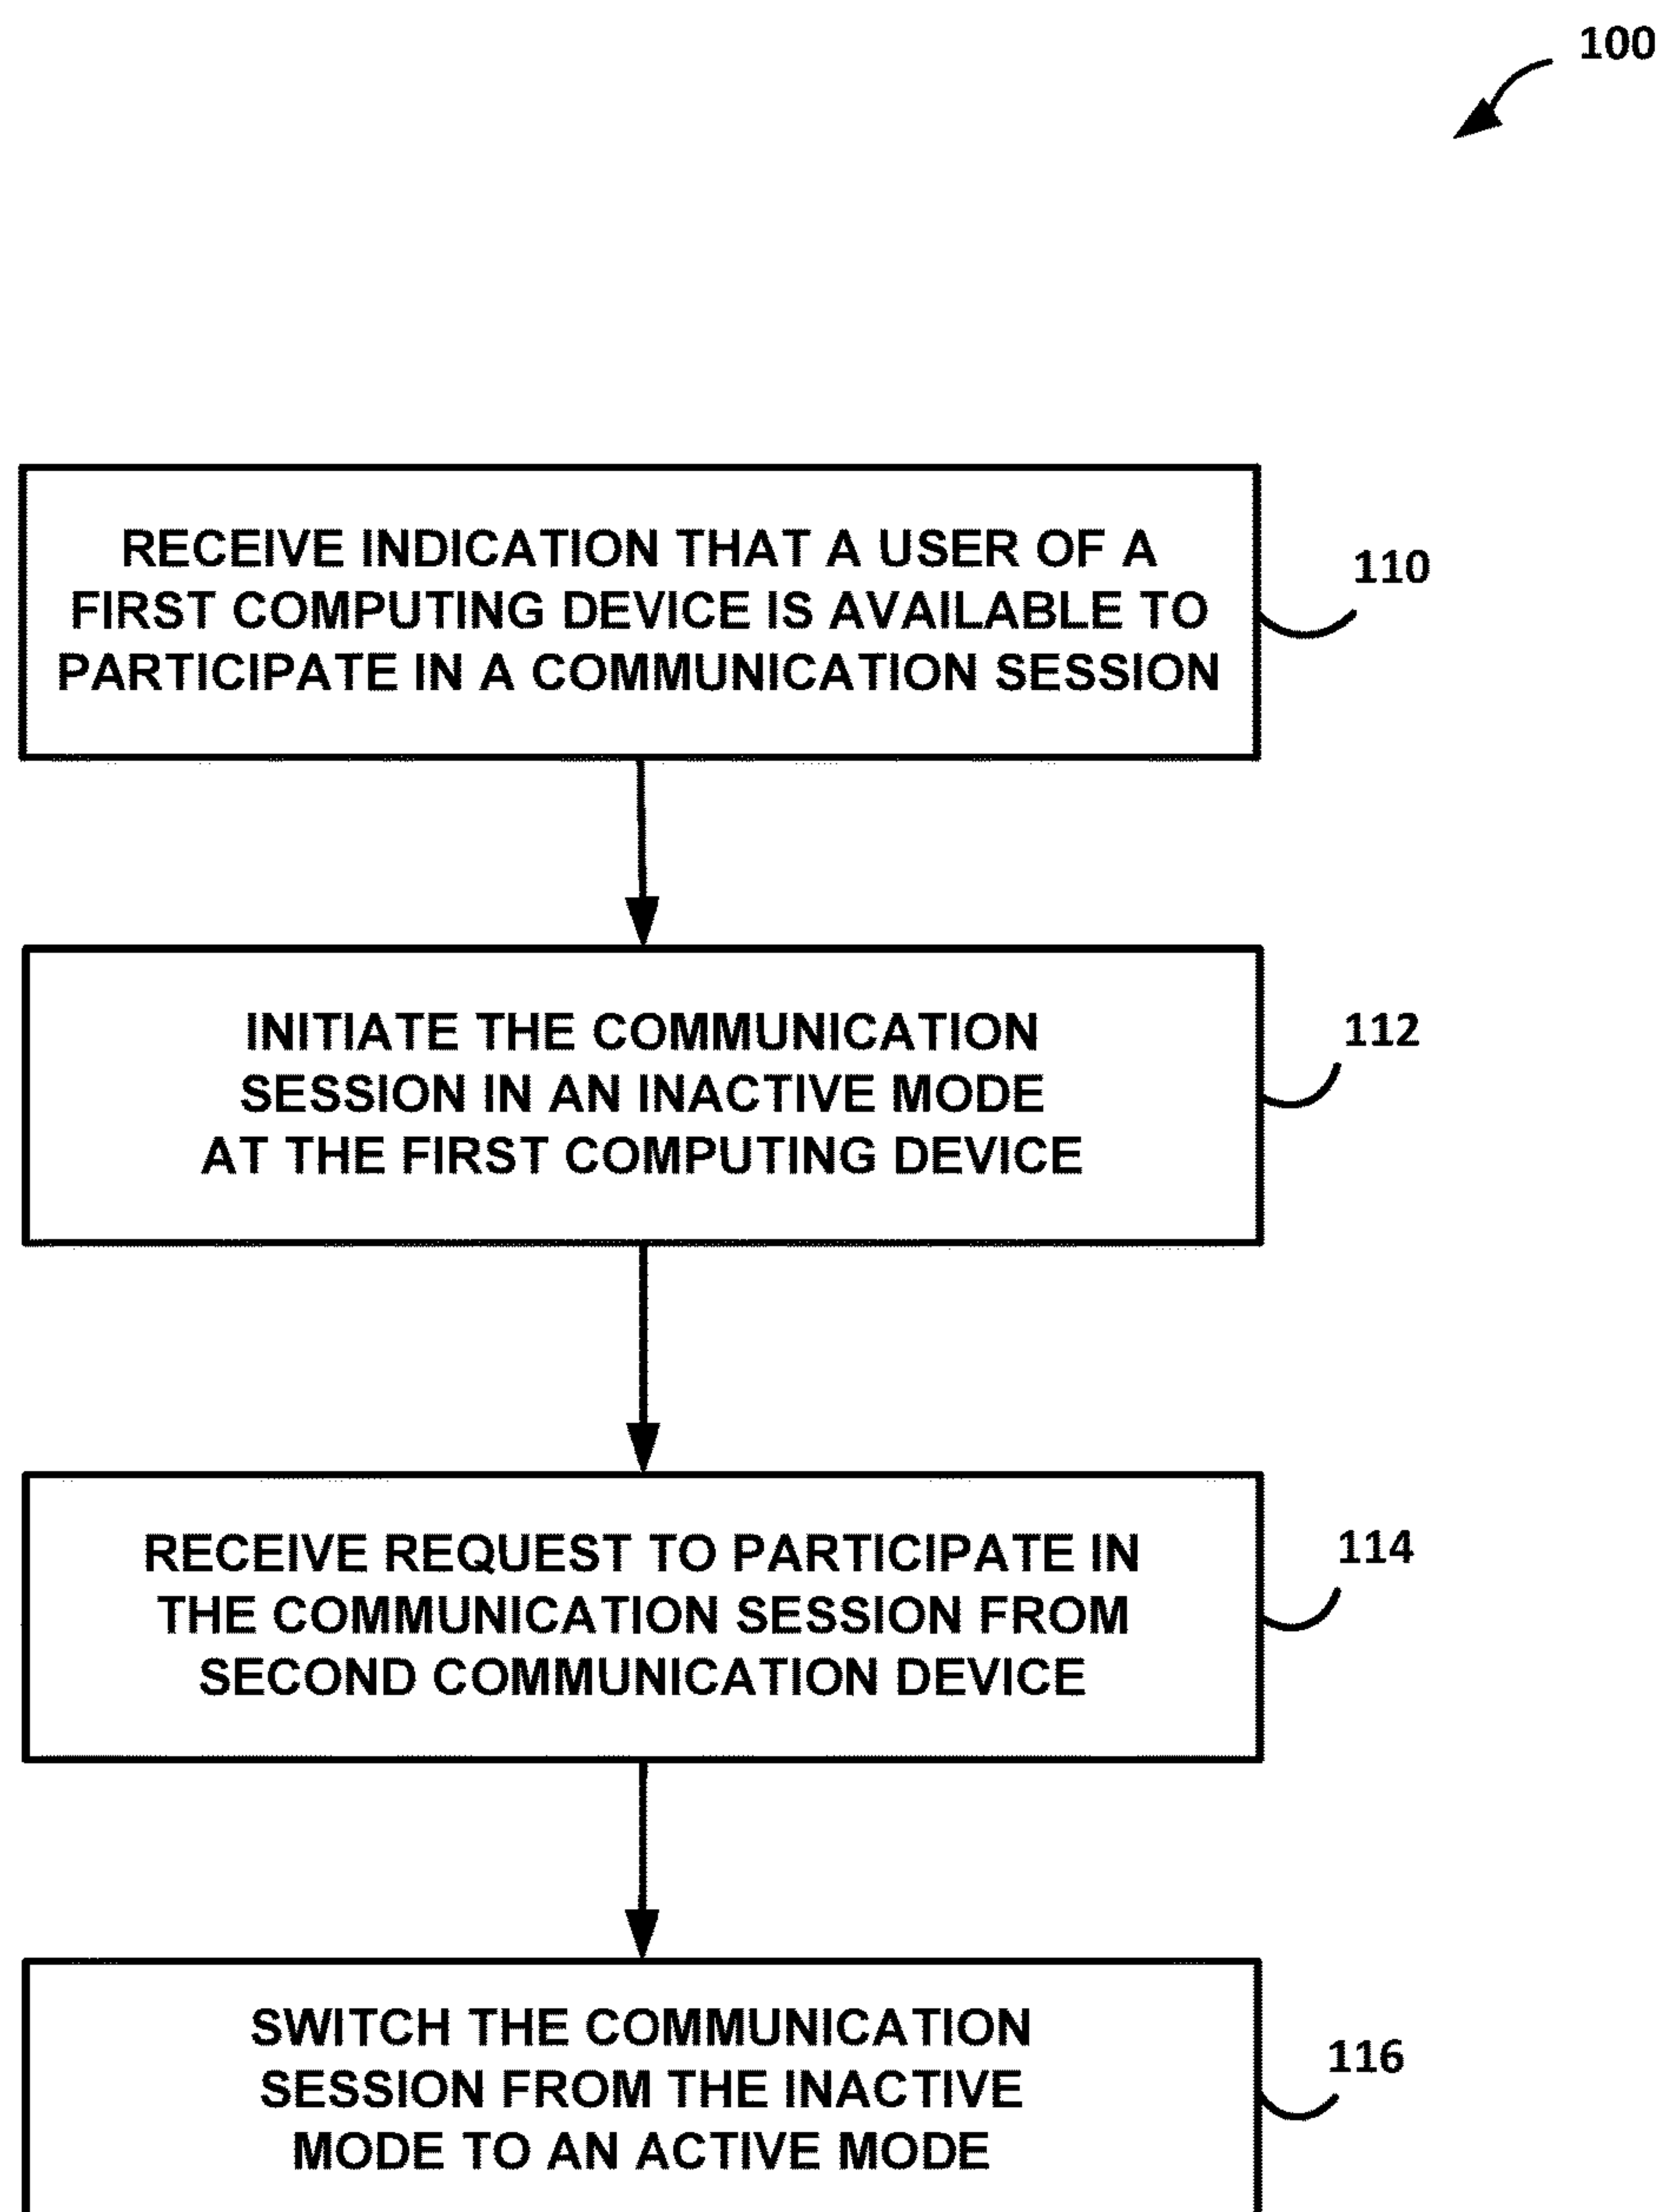 100
RECEIVE INDICATION THAT A USER OF A
FIRST COMPUTING DEVICE IS AVAILABLE TO
PARTICIPATE IN A COMMUNICATION SESSION
110
INITIATE THE COMMUNICATION
SESSION IN AN INACTIVE MODE
AT THE FIRST COMPUTING DEVICE
112
RECEIVE REQUEST TO PARTICIPATE IN
THE COMMUNICATION SESSION FROM
SECOND COMMUNICATION DEVICE
114
SWITCH THE COMMUNICATION
SESSION FROM THE INACTIVE
MODE TO AN ACTIVE MODE
116